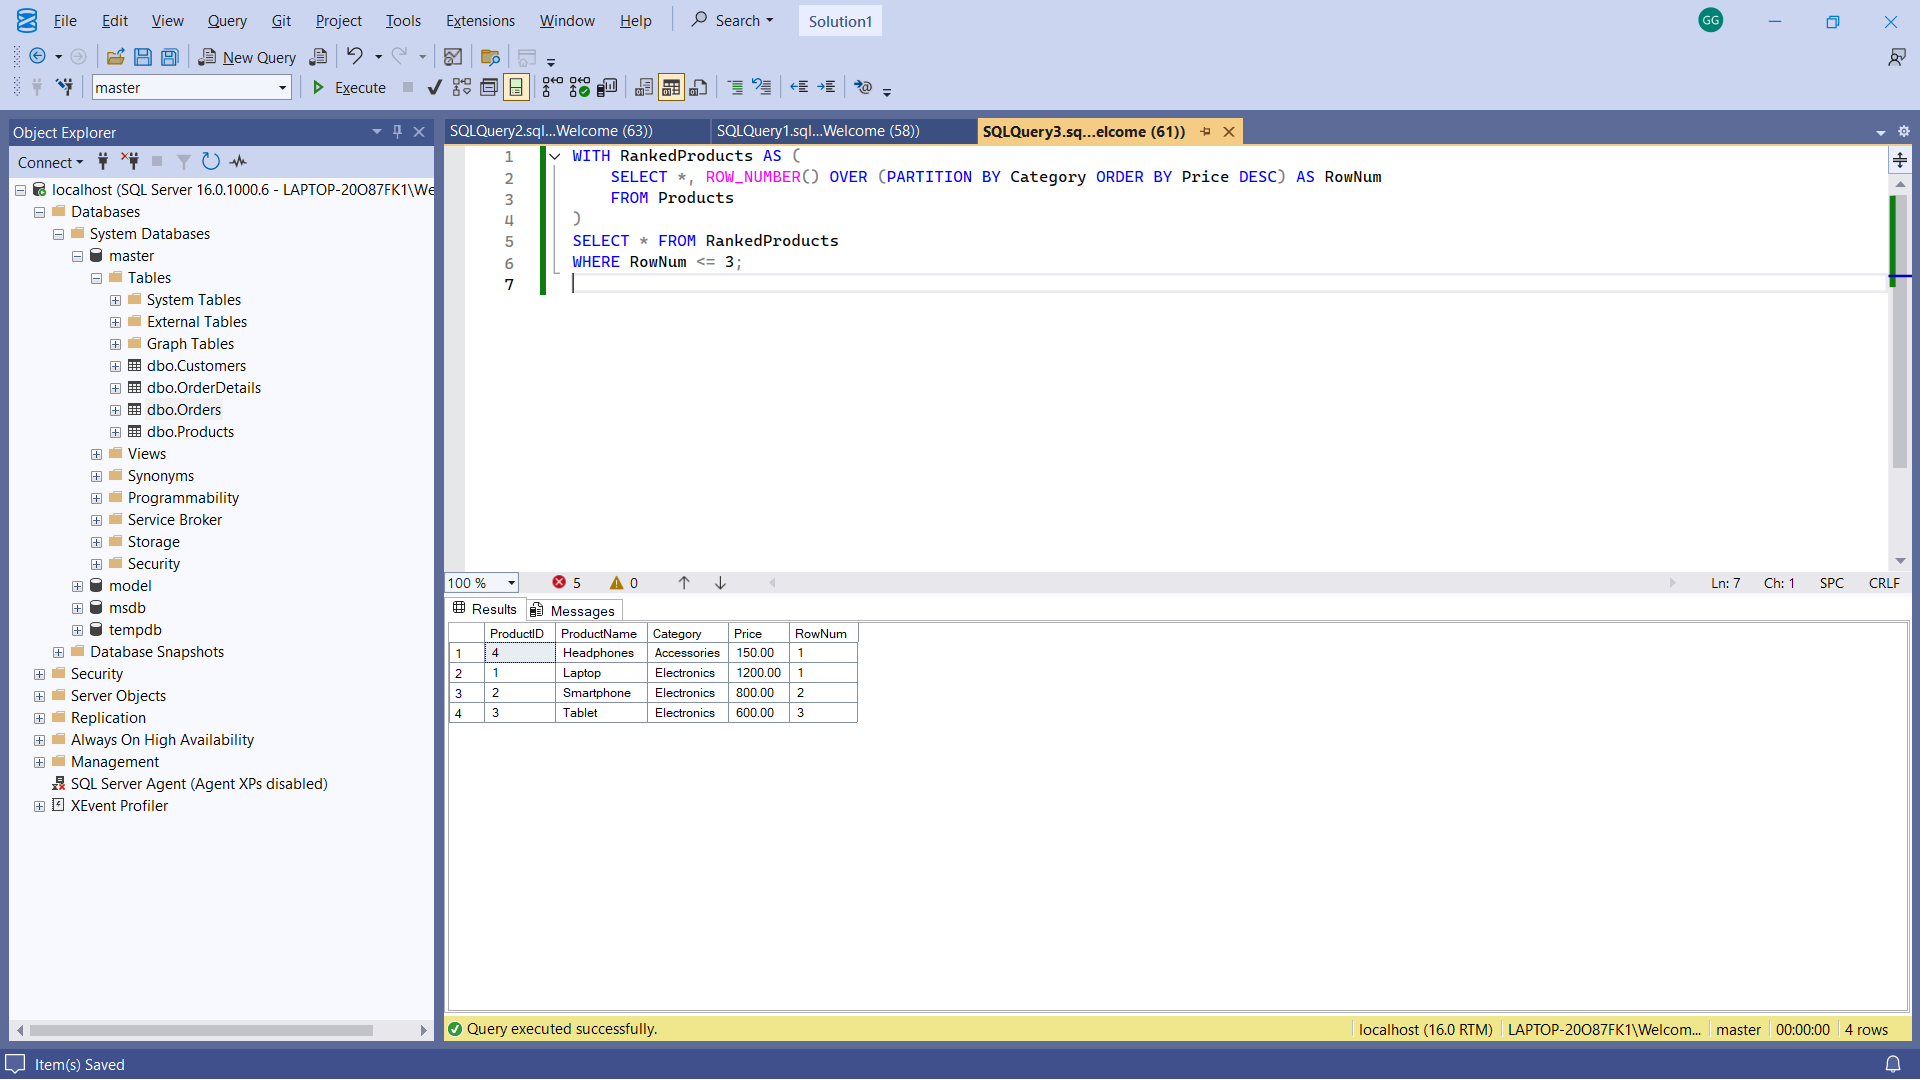 File Edit View Query Git Project Tools Extensions Window Help Search Solution1 GG
New Query
master Execute
Object Explorer
Connect
localhost (SQL Server 16.0.1000.6 - LAPTOP-20O87FK1\We
Databases
System Databases
master
Tables
System Tables
External Tables
Graph Tables
dbo.Customers
dbo.OrderDetails
dbo.Orders
dbo.Products
Views
Synonyms
Programmability
Service Broker
Storage
Security
model
msdb
tempdb
Database Snapshots
Security
Server Objects
Replication
Always On High Availability
Management
SQL Server Agent (Agent XPs disabled)
XEvent Profiler
SQLQuery2.sql...Welcome (63)) SQLQuery1.sql...Welcome (58)) SQLQuery3.sq...elcome (61))
1 WITH RankedProducts AS (
2 SELECT *, ROW_NUMBER() OVER (PARTITION BY Category ORDER BY Price DESC) AS RowNum
3 FROM Products
4 )
5 SELECT * FROM RankedProducts
6 WHERE RowNum <= 3;
7
100 % 5 0 Ln: 7 Ch: 1 SPC CRLF
Results Messages
ProductID ProductName Category Price RowNum
1 4 Headphones Accessories 150.00 1
2 1 Laptop Electronics 1200.00 1
3 2 Smartphone Electronics 800.00 2
4 3 Tablet Electronics 600.00 3
Query executed successfully. localhost (16.0 RTM) LAPTOP-20O87FK1\Welcom... master 00:00:00 4 rows
Item(s) Saved